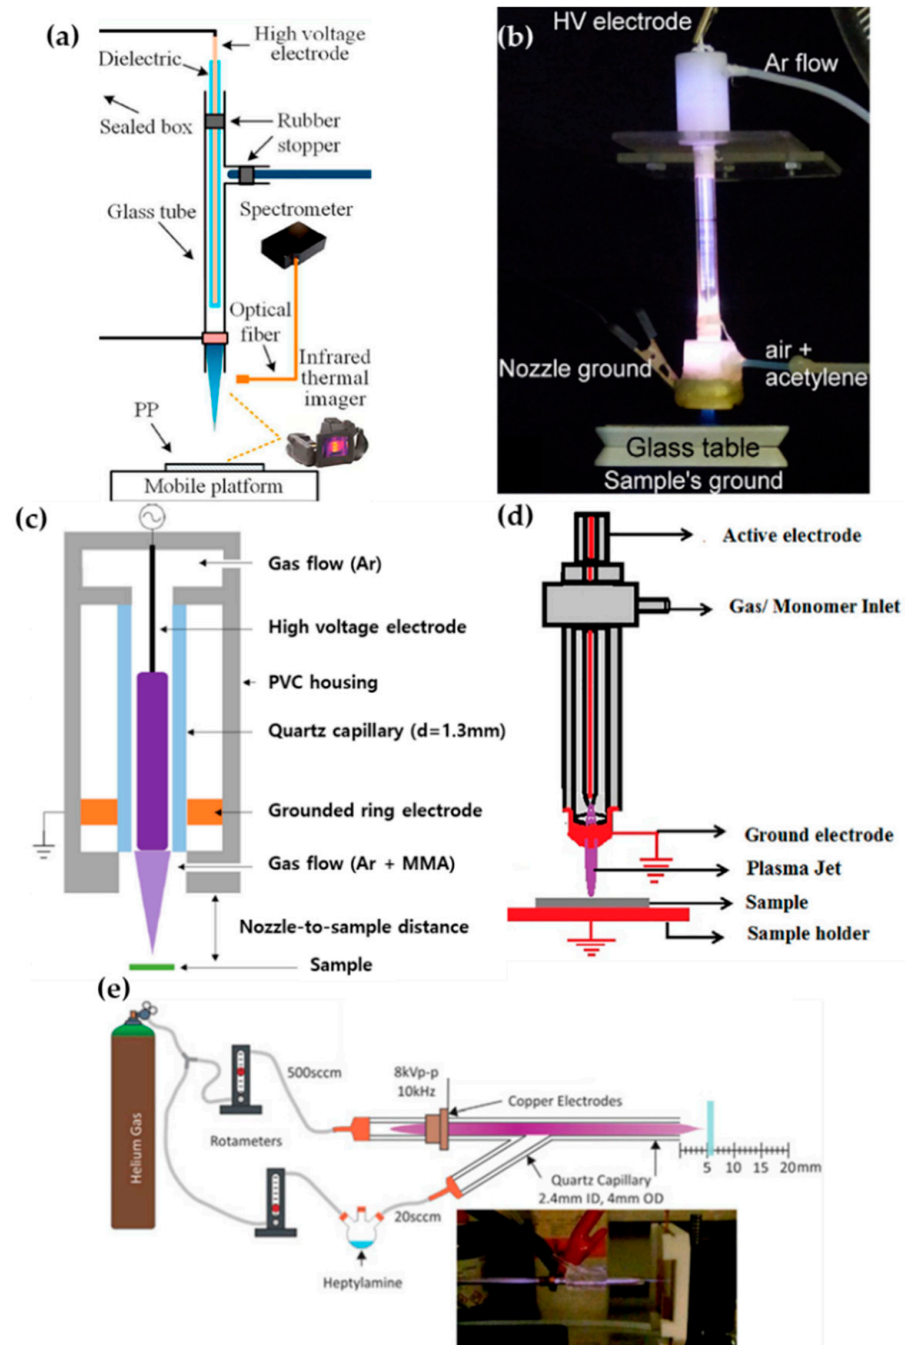 (a)
High voltage
electrode
Dielectric
Sealed box
Rubber
stopper
Glass tube
Spectrometer
Optical
fiber
Infrared
thermal
imager
PP
Mobile platform
(b)
HV electrode
Ar flow
Nozzle ground
air +
acetylene
Glass table
Sample's ground
(c)
Gas flow (Ar)
High voltage electrode
PVC housing
Quartz capillary (d=1.3mm)
Grounded ring electrode
Gas flow (Ar + MMA)
Nozzle-to-sample distance
Sample
(d)
Active electrode
Gas/ Monomer Inlet
Ground electrode
Plasma Jet
Sample
Sample holder
(e)
Helium Gas
500sccm
Rotameters
8kVp-p
10kHz
Copper Electrodes
Quartz Capillary
2.4mm ID, 4mm OD
5 10 15 20mm
20sccm
Heptylamine